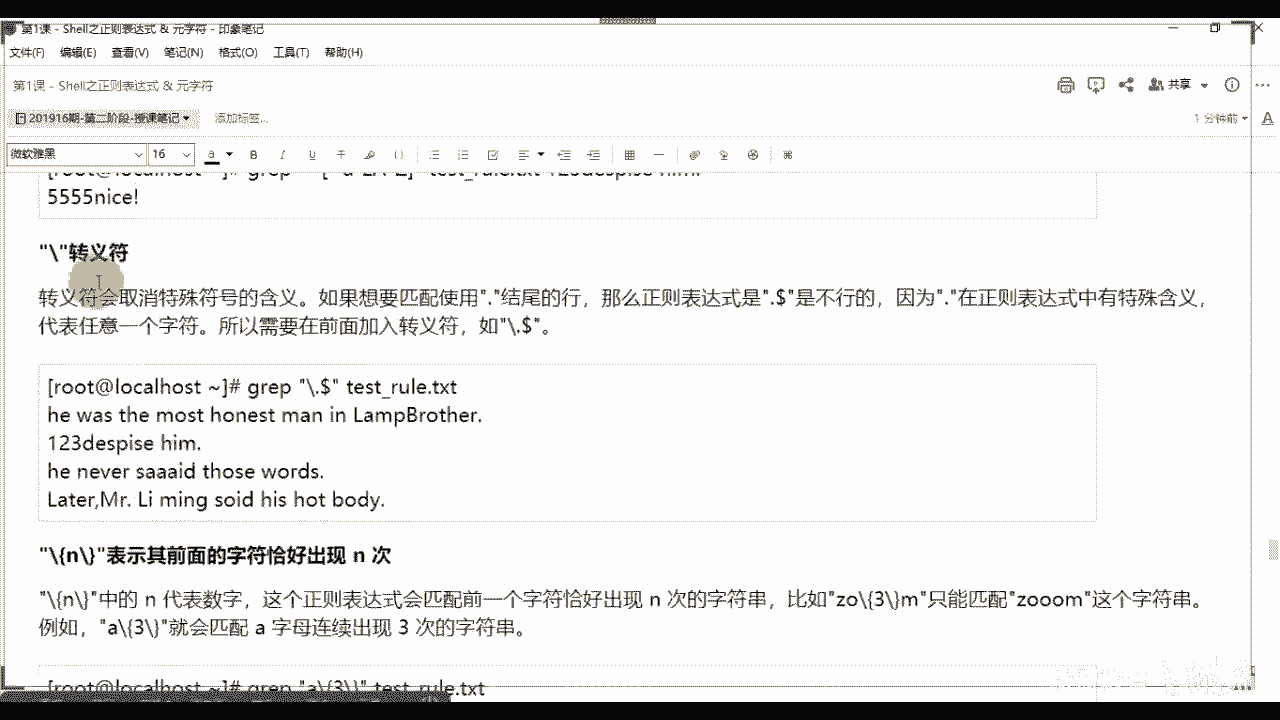 第1课 - Shell之正则表达式 & 元字符 - 印象笔记
文件(F) 编辑(E) 查看(V) 笔记(N) 格式(O) 工具(T) 帮助(H)
第1课 - Shell之正则表达式 & 元字符
共享
201916期-第二阶段-授课笔记 添加标签...
1 分钟前
微软雅黑 16
5555nice!
"\"转义符
转义符会取消特殊符号的含义。如果想要匹配使用"."结尾的行，那么正则表达式是".$"是不行的，因为"."在正则表达式中有特殊含义，
代表任意一个字符。所以需要在前面加入转义符，如"\.$"。
[root@localhost ~]# grep "\.$" test_rule.txt
he was the most honest man in LampBrother.
123despise him.
he never saaaid those words.
Later,Mr. Li ming soid his hot body.
"\{n\}"表示其前面的字符恰好出现 n 次
"\{n\}"中的 n 代表数字，这个正则表达式会匹配前一个字符恰好出现 n 次的字符串，比如"zo\{3\}m"只能匹配"zooom"这个字符串。
例如，"a\{3\}"就会匹配 a 字母连续出现 3 次的字符串。
[root@localhost ~]# grep "a\{3\}" test_rule.txt